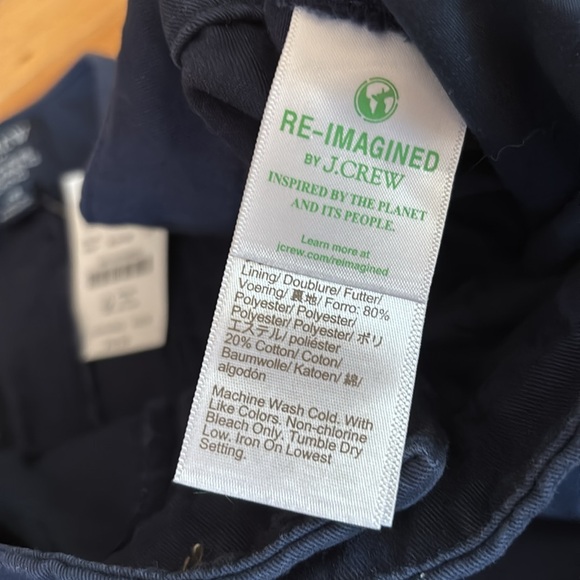 RE-IMAGINED
BY J.CREW
INSPIRED BY THE PLANET
AND ITS PEOPLE.
Learn more at
jcrew.com/reimagined
Lining/ Doublure/ Futter/
Voering/ 裏地/ Forro: 80%
Polyester/ Polyester/
Polyester/ Polyester/ ポリ
エステル/ poliéster
20% Cotton/ Coton/
Baumwolle/ Katoen/ 綿/
algodón
Machine Wash Cold. With
Like Colors. Non-chlorine
Bleach Only. Tumble Dry
Low. Iron On Lowest
Setting.